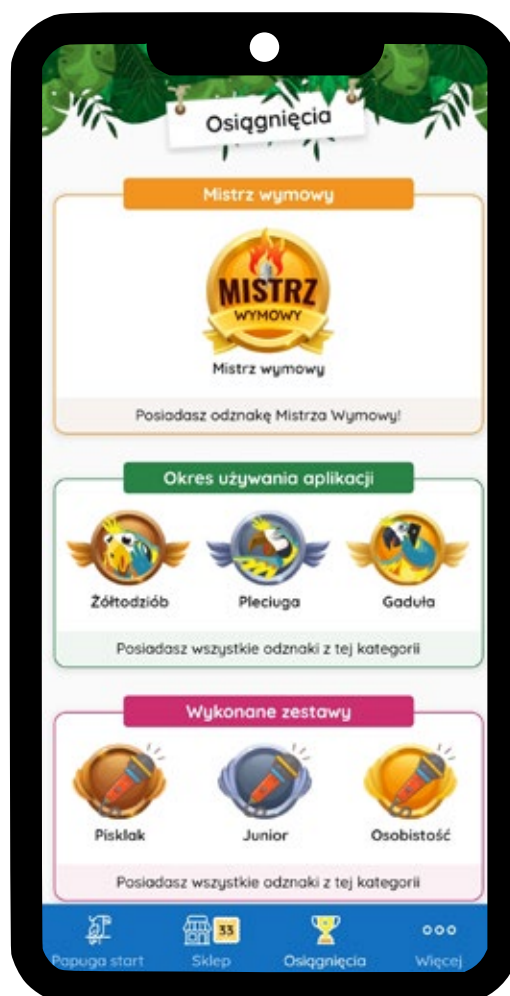 Osiągnięcia
Mistrz wymowy
MISTRZ
WYMOWY
Mistrz wymowy
Posiadasz odznakę Mistrza Wymowy!
Okres używania aplikacji
Żółtodziób Pleciuga Gaduła
Posiadasz wszystkie odznaki z tej kategorii
Wykonane zestawy
Pisklak Junior Osobistość
Posiadasz wszystkie odznaki z tej kategorii
33
Papuga start Sklep Osiągnięcia Więcej